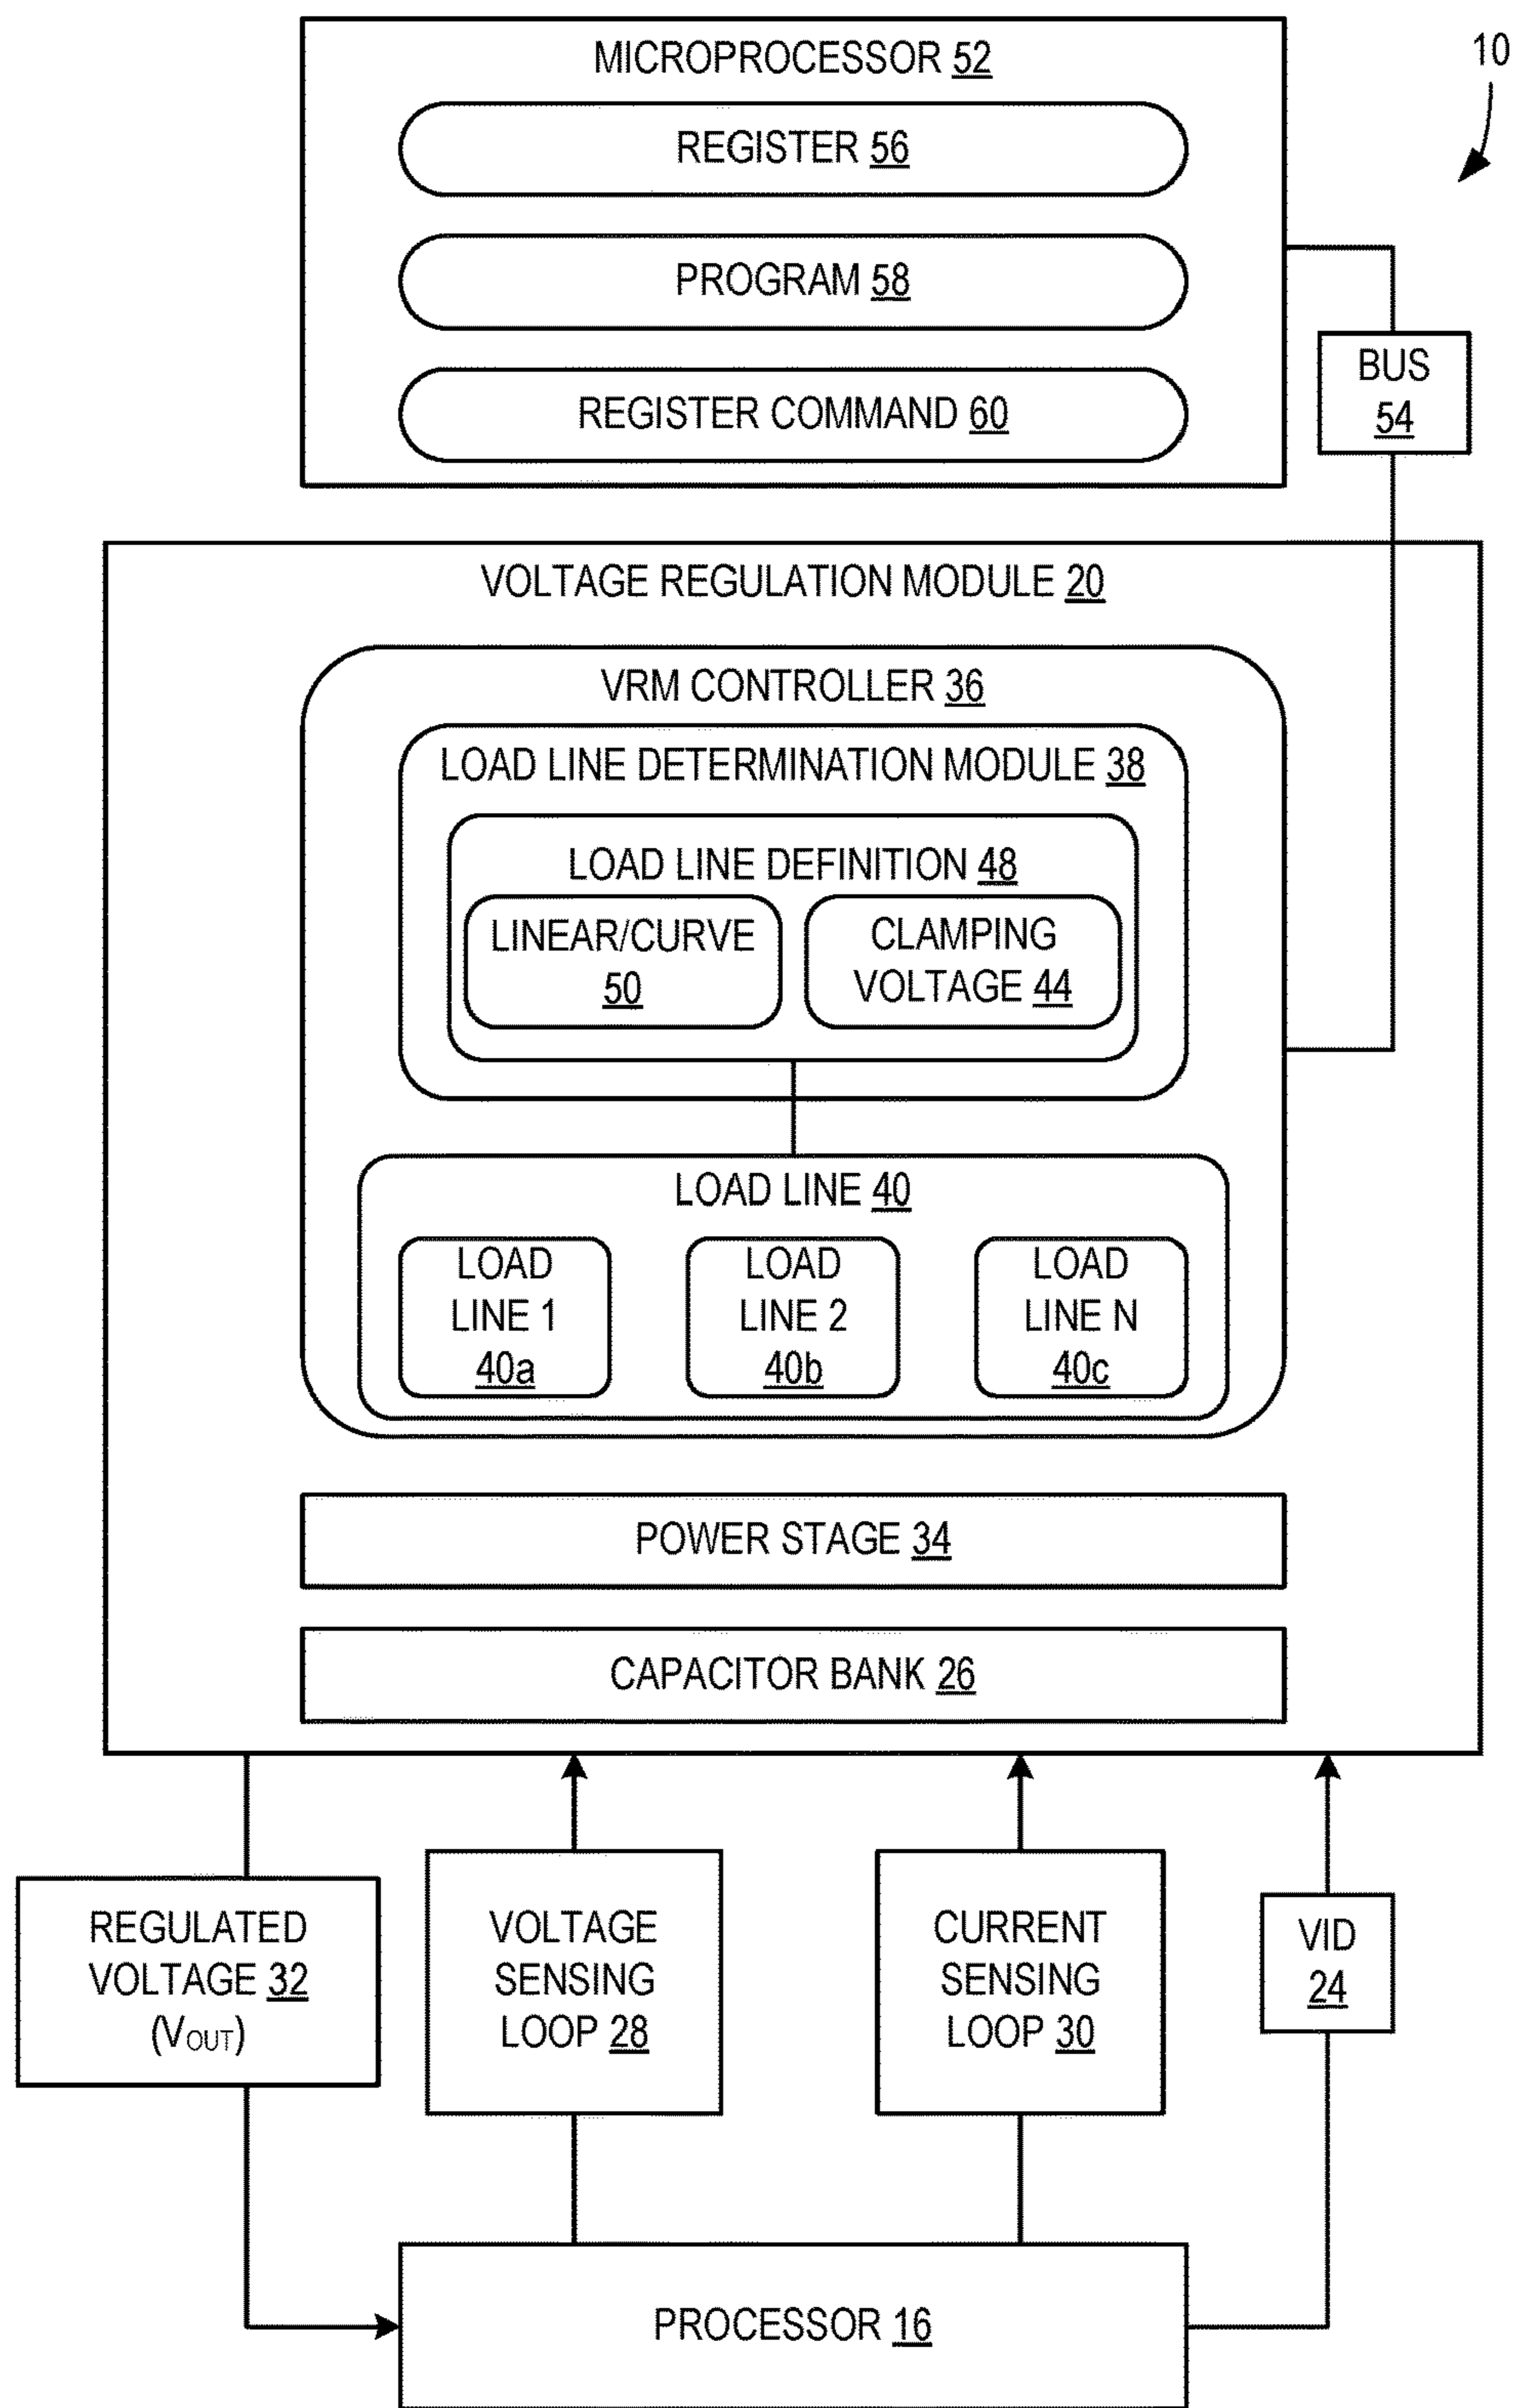 MICROPROCESSOR 52
10
REGISTER 56
PROGRAM 58
REGISTER COMMAND 60
BUS
54
VOLTAGE REGULATION MODULE 20
VRM CONTROLLER 36
LOAD LINE DETERMINATION MODULE 38
LOAD LINE DEFINITION 48
LINEAR/CURVE
50
CLAMPING
VOLTAGE 44
LOAD LINE 40
LOAD
LINE 1
40a
LOAD
LINE 2
40b
LOAD
LINE N
40c
POWER STAGE 34
CAPACITOR BANK 26
REGULATED
VOLTAGE 32
(VOUT)
VOLTAGE
SENSING
LOOP 28
CURRENT
SENSING
LOOP 30
VID
24
PROCESSOR 16